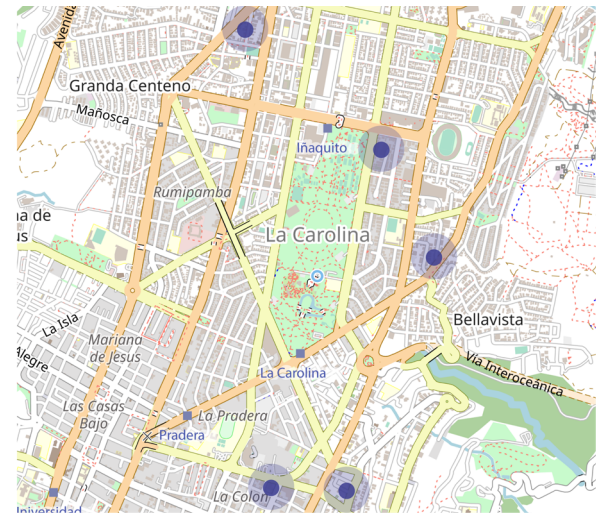 Avenida
Granda Centeno
Mañosca
Iñaquito
Rumipamba
na de
us
La Carolina
La Isla
Bellavista
Mariana
de Jesus
Alegre
Vía Interoceánica
La Carolina
Las Casas
Bajo
La Pradera
Pradera
La Colón
Universidad